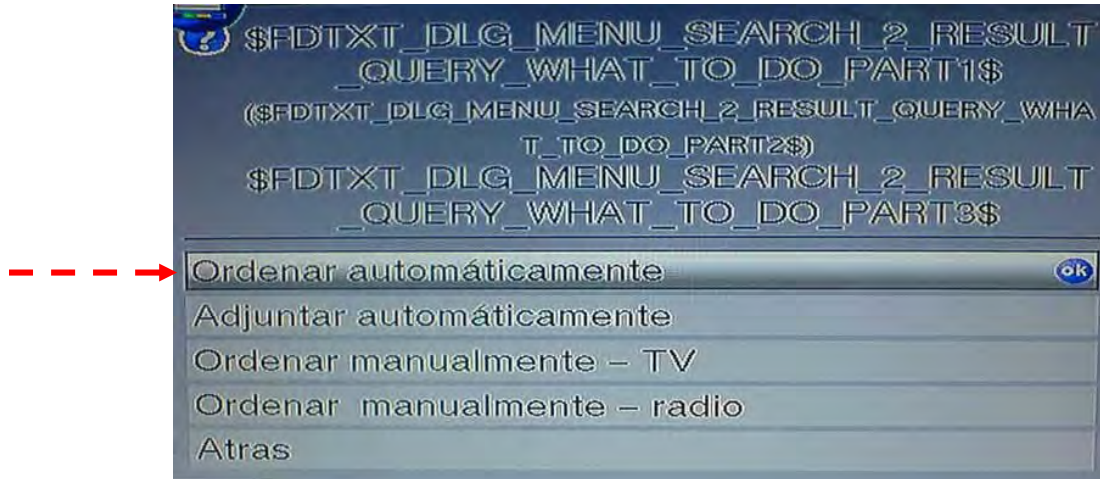 $FDTXT_DLG_MENU_SEARCH_2_RESULT
_QUERY_WHAT_TO_DO_PART1$
($FDTXT_DLG_MENU_SEARCH_2_RESULT_QUERY_WHA
T_TO_DO_PART2$)
$FDTXT_DLG_MENU_SEARCH_2_RESULT
_QUERY_WHAT_TO_DO_PART3$
Ordenar automáticamente ok
Adjuntar automáticamente
Ordenar manualmente – TV
Ordenar manualmente – radio
Atras